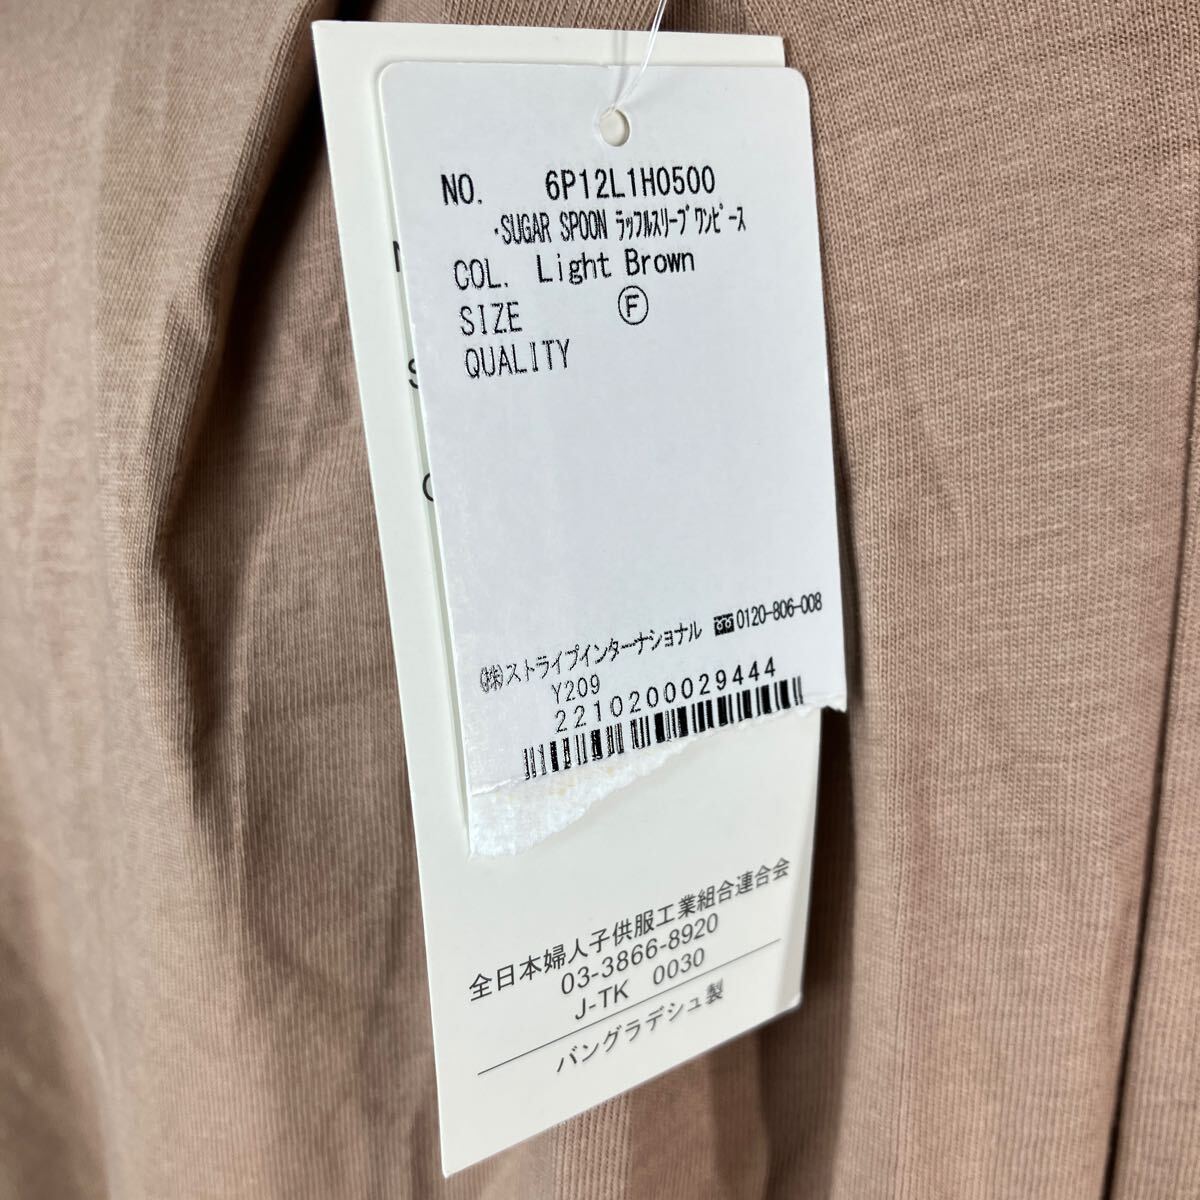 NO. 6P12L1H0500
・SUGAR SPOON ﾗｯﾌﾙｽﾘｰﾌﾞ ﾜﾝﾋﾟｰｽ
COL. Light Brown
SIZE Ⓕ
QUALITY
㈱ストライプインターナショナル ☎0120-806-008
Y209
2210200029444
全日本婦人子供服工業組合連合会
03-3866-8920
J-TK 0030
バングラデシュ製